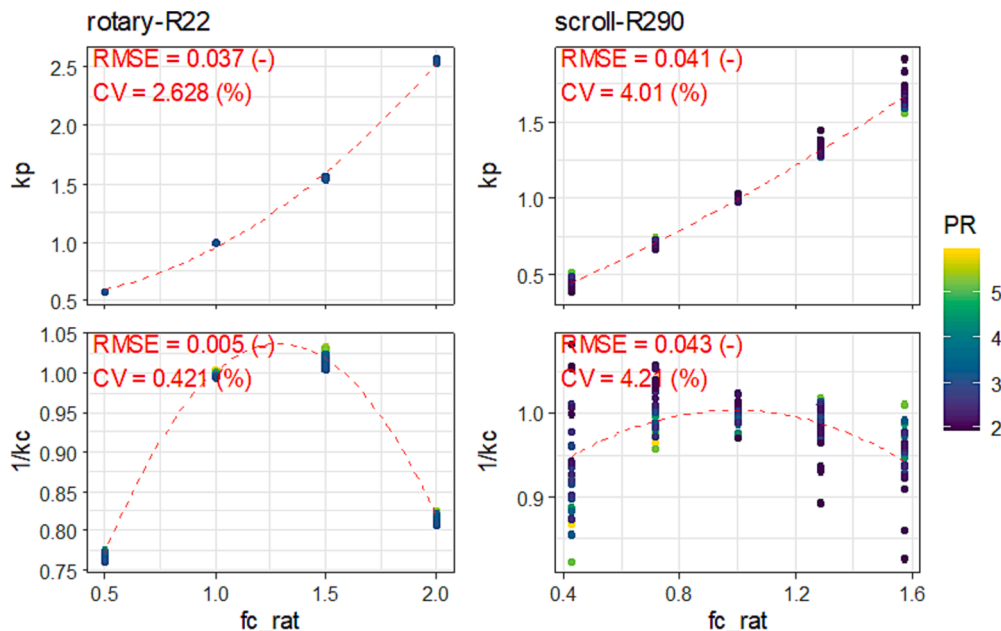 rotary-R22
scroll-R290
RMSE = 0.037 (-)
CV = 2.628 (%)
2.5
2.0
1.5
1.0
0.5
kp
RMSE = 0.041 (-)
CV = 4.01 (%)
1.5
1.0
0.5
kp
RMSE = 0.005 (-)
CV = 0.421 (%)
1.05
1.00
0.95
0.90
0.85
0.80
0.75
1/kc
0.5
1.0
1.5
2.0
fc_rat
RMSE = 0.043 (-)
CV = 4.21 (%)
1.0
0.9
1/kc
0.4
0.8
1.2
1.6
fc_rat
PR
5
4
3
2